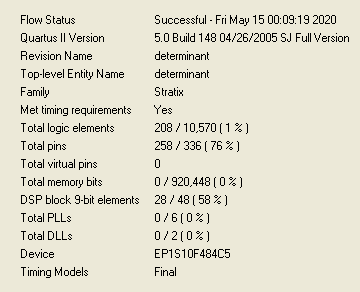 Flow Status Successful - Fri May 15 00:09:19 2020
Quartus II Version 5.0 Build 148 04/26/2005 SJ Full Version
Revision Name determinant
Top-level Entity Name determinant
Family Stratix
Met timing requirements Yes
Total logic elements 208 / 10,570 ( 1 % )
Total pins 258 / 336 ( 76 % )
Total virtual pins 0
Total memory bits 0 / 920,448 ( 0 % )
DSP block 9-bit elements 28 / 48 ( 58 % )
Total PLLs 0 / 6 ( 0 % )
Total DLLs 0 / 2 ( 0 % )
Device EP1S10F484C5
Timing Models Final